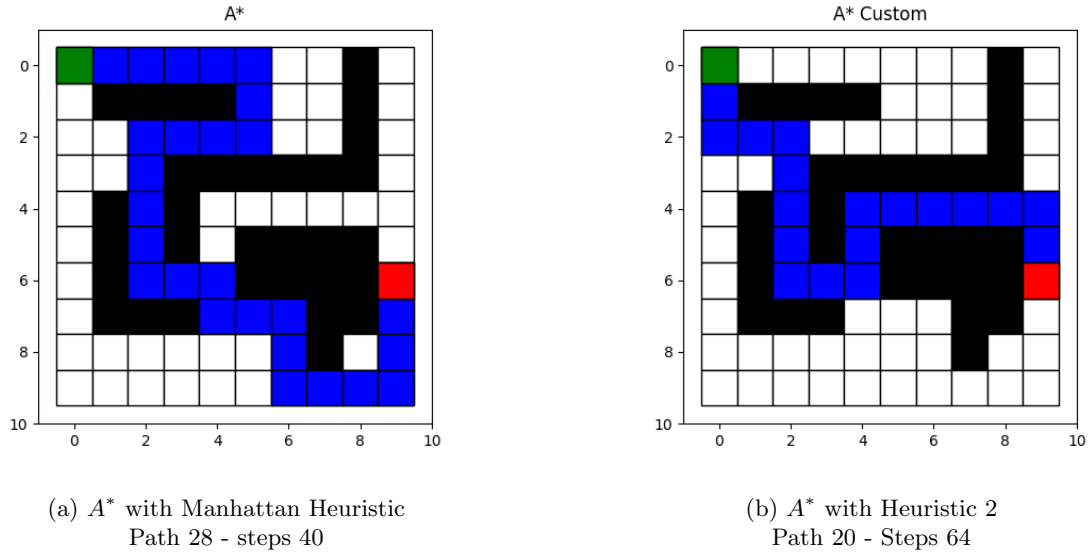 A*
0
2
4
6
8
10
0 2 4 6 8 10
(a) A* with Manhattan Heuristic
Path 28 - steps 40
A* Custom
0
2
4
6
8
10
0 2 4 6 8 10
(b) A* with Heuristic 2
Path 20 - Steps 64